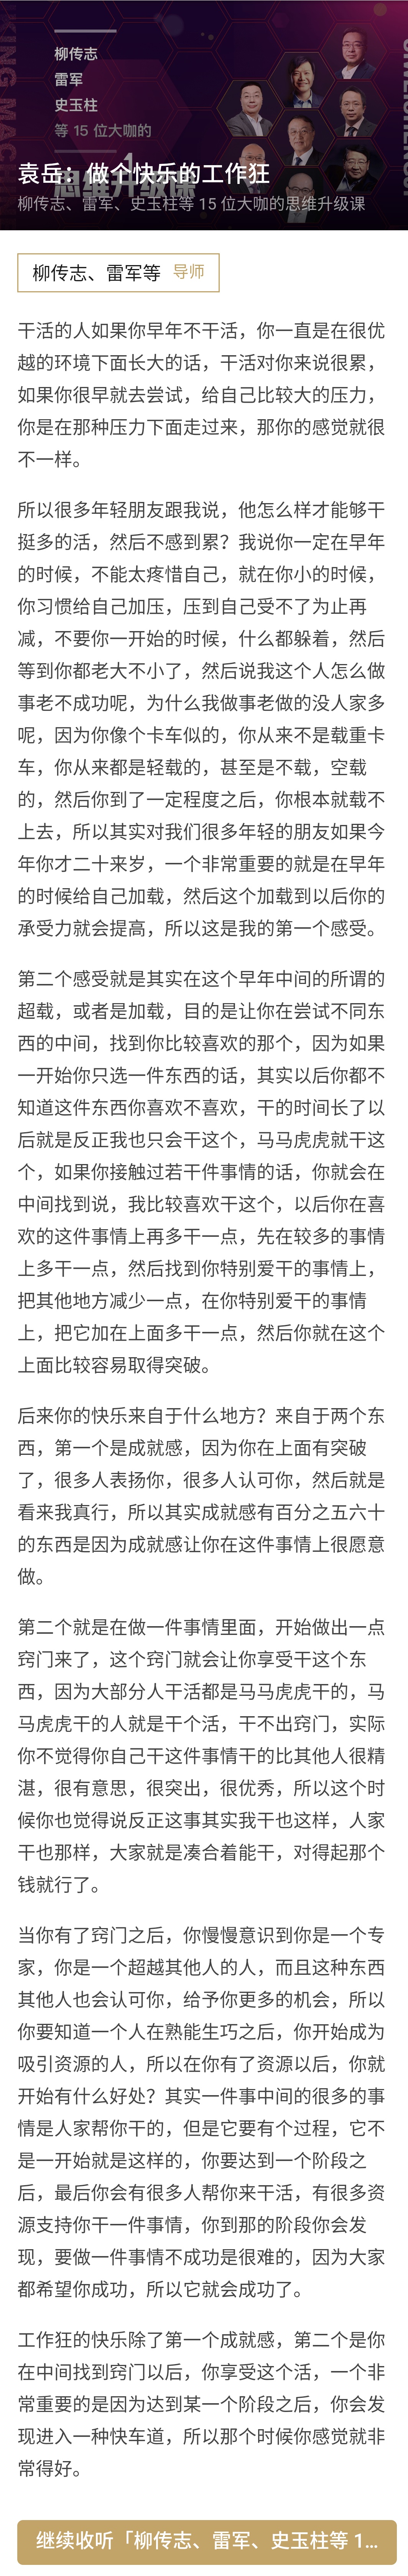 柳传志
雷军
史玉柱
等 15 位大咖的
思维升级课
袁岳：做个快乐的工作狂
柳传志、雷军、史玉柱等 15 位大咖的思维升级课
柳传志、雷军等 导师
干活的人如果你早年不干活，你一直是在很优
越的环境下面长大的话，干活对你来说很累，
如果你很早就去尝试，给自己比较大的压力，
你是在那种压力下面走过来，那你的感觉就很
不一样。
所以很多年轻朋友跟我说，他怎么样才能够干
挺多的活，然后不感到累？我说你一定在早年
的时候，不能太疼惜自己，就在你小的时候，
你习惯给自己加压，压到自己受不了为止再
减，不要你一开始的时候，什么都躲着，然后
等到你都老大不小了，然后说我这个人怎么做
事老不成功呢，为什么我做事老做的没人家多
呢，因为你像个卡车似的，你从来不是载重卡
车，你从来都是轻载的，甚至是不载，空载
的，然后你到了一定程度之后，你根本就载不
上去，所以其实对我们很多年轻的朋友如果今
年你才二十来岁，一个非常重要的就是在早年
的时候给自己加载，然后这个加载到以后你的
承受力就会提高，所以这是我的第一个感受。
第二个感受就是其实在这个早年中间的所谓的
超载，或者是加载，目的是让你在尝试不同东
西的中间，找到你比较喜欢的那个，因为如果
一开始你只选一件东西的话，其实以后你都不
知道这件东西你喜欢不喜欢，干的时间长了以
后就是反正我也只会干这个，马马虎虎就干这
个，如果你接触过若干件事情的话，你就会在
中间找到说，我比较喜欢干这个，以后你在喜
欢的这件事情上再多干一点，先在较多的事情
上多干一点，然后找到你特别爱干的事情上，
把其他地方减少一点，在你特别爱干的事情
上，把它加在上面多干一点，然后你就在这个
上面比较容易取得突破。
后来你的快乐来自于什么地方？来自于两个东
西，第一个是成就感，因为你在上面有突破
了，很多人表扬你，很多人认可你，然后就是
看来我真行，所以其实成就感有百分之五六十
的东西是因为成就感让你在这件事情上很愿意
做。
第二个就是在做一件事情里面，开始做出一点
窍门来了，这个窍门就会让你享受干这个东
西，因为大部分人干活都是马马虎虎干的，马
马虎虎干的人就是干个活，干不出窍门，实际
你不觉得你自己干这件事情干的比其他人很精
湛，很有意思，很突出，很优秀，所以这个时
候你也觉得说反正这事其实我干也这样，人家
干也那样，大家就是凑合着能干，对得起那个
钱就行了。
当你有了窍门之后，你慢慢意识到你是一个专
家，你是一个超越其他人的人，而且这种东西
其他人也会认可你，给予你更多的机会，所以
你要知道一个人在熟能生巧之后，你开始成为
吸引资源的人，所以在你有了资源以后，你就
开始有什么好处？其实一件事中间的很多的事
情是人家帮你干的，但是它要有个过程，它不
是一开始就是这样的，你要达到一个阶段之
后，最后你会有很多人帮你来干活，有很多资
源支持你干一件事情，你到那的阶段你会发
现，要做一件事情不成功是很难的，因为大家
都希望你成功，所以它就会成功了。
工作狂的快乐除了第一个成就感，第二个是你
在中间找到窍门以后，你享受这个活，一个非
常重要的是因为达到某一个阶段之后，你会发
现进入一种快车道，所以那个时候你感觉就非
常得好。
继续收听「柳传志、雷军、史玉柱等 1...